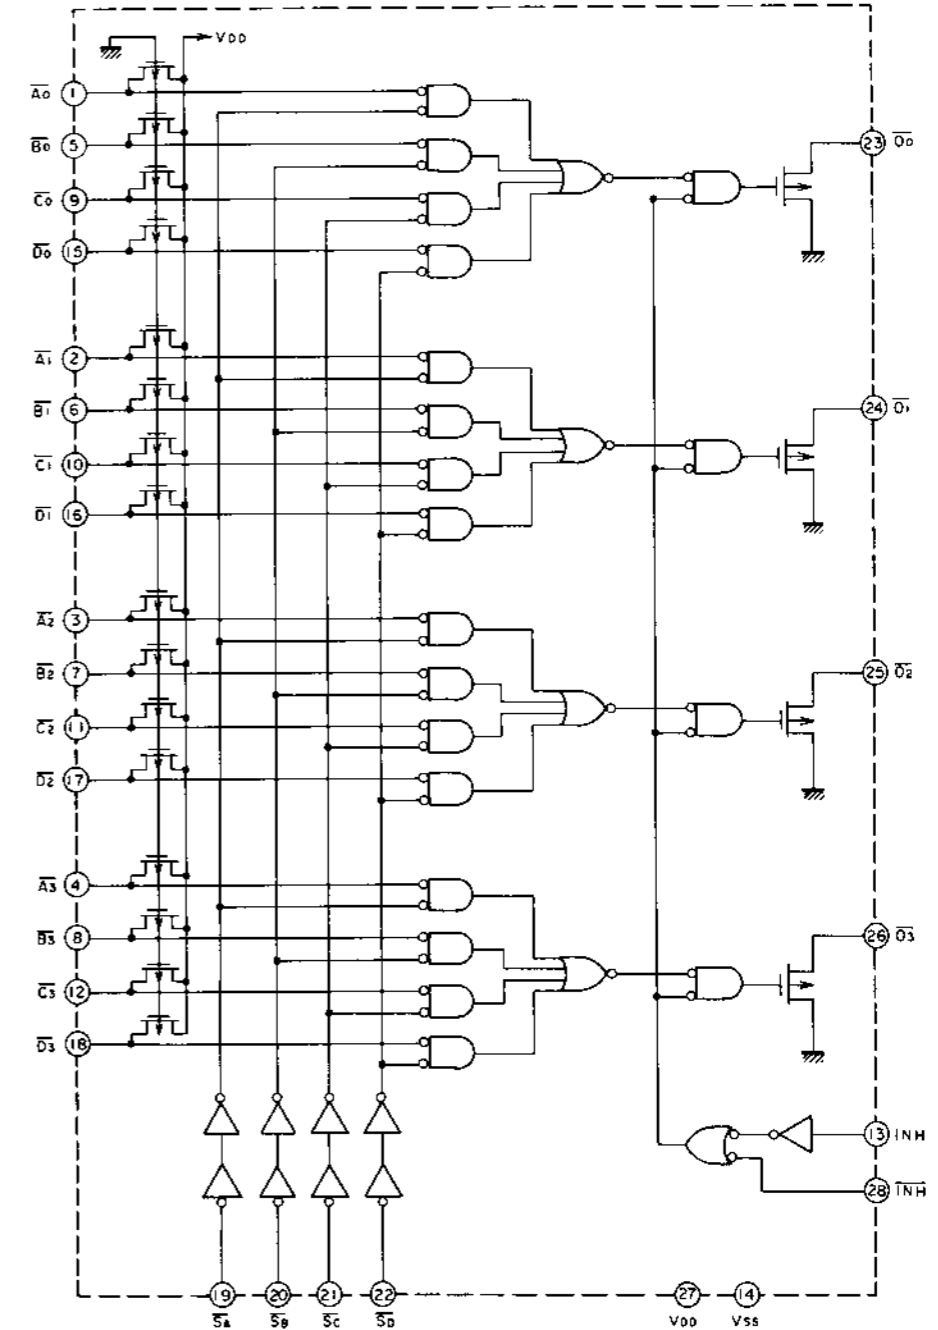 VDD
A0 1
B0 5
C0 9
D0 15
23 O0
A1 2
B1 6
C1 10
D1 16
24 O1
A2 3
B2 7
C2 11
D2 17
25 O2
A3 4
B3 8
C3 12
D3 18
26 O3
13 INH
28 INH
19 20 21 22 27 14
SA SB SC SD VDD VSS